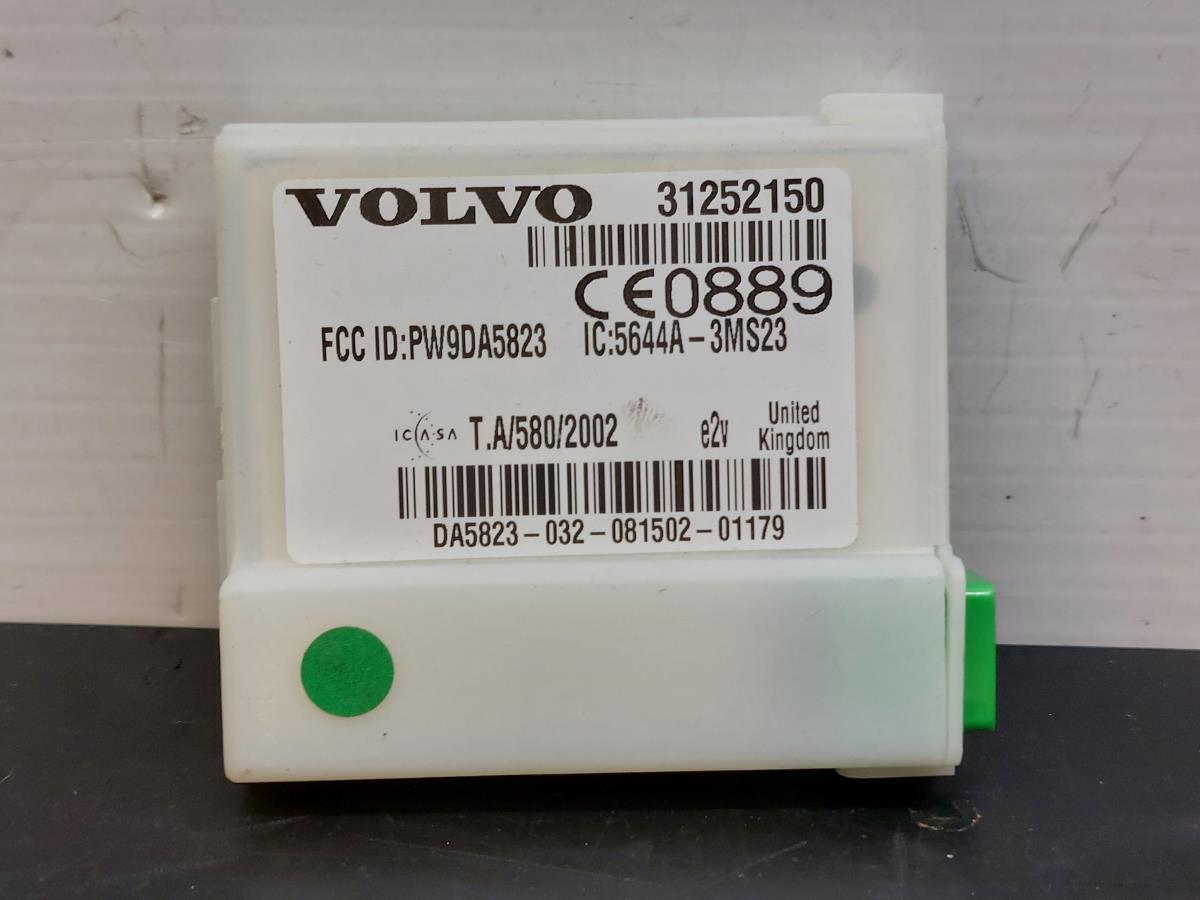 VOLVO 31252150
CE0889
FCC ID:PW9DA5823 IC:5644A-3MS23
ICASA T.A/580/2002 e2v United Kingdom
DA5823-032-081502-01179